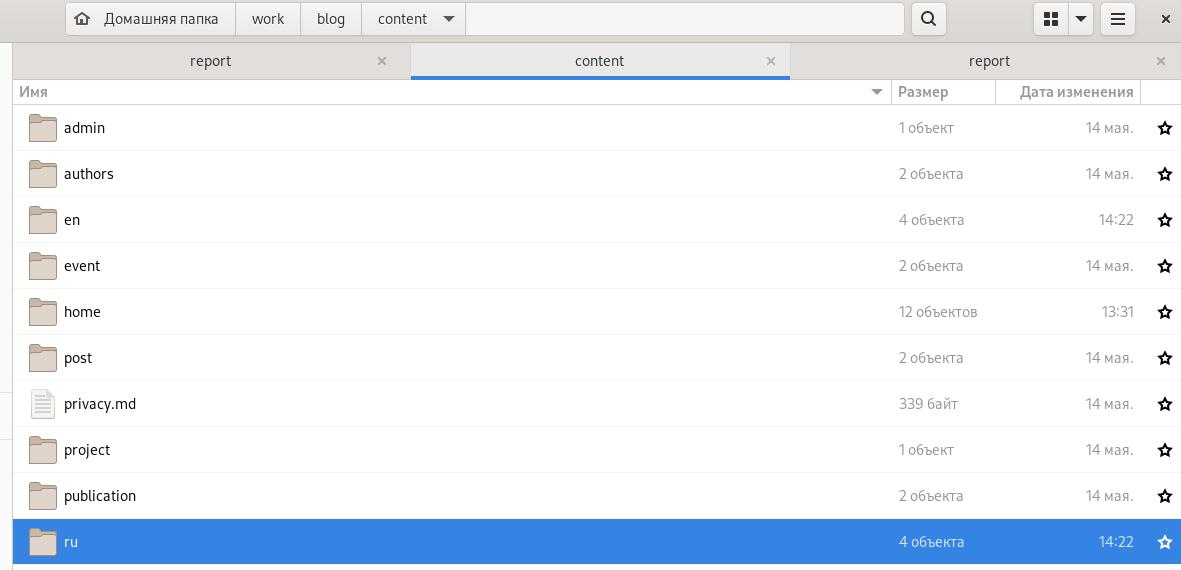 Домашняя папка work blog content
report content report
Имя Размер Дата изменения
admin 1 объект 14 мая.
authors 2 объекта 14 мая.
en 4 объекта 14:22
event 2 объекта 14 мая.
home 12 объектов 13:31
post 2 объекта 14 мая.
privacy.md 339 байт 14 мая.
project 1 объект 14 мая.
publication 2 объекта 14 мая.
ru 4 объекта 14:22